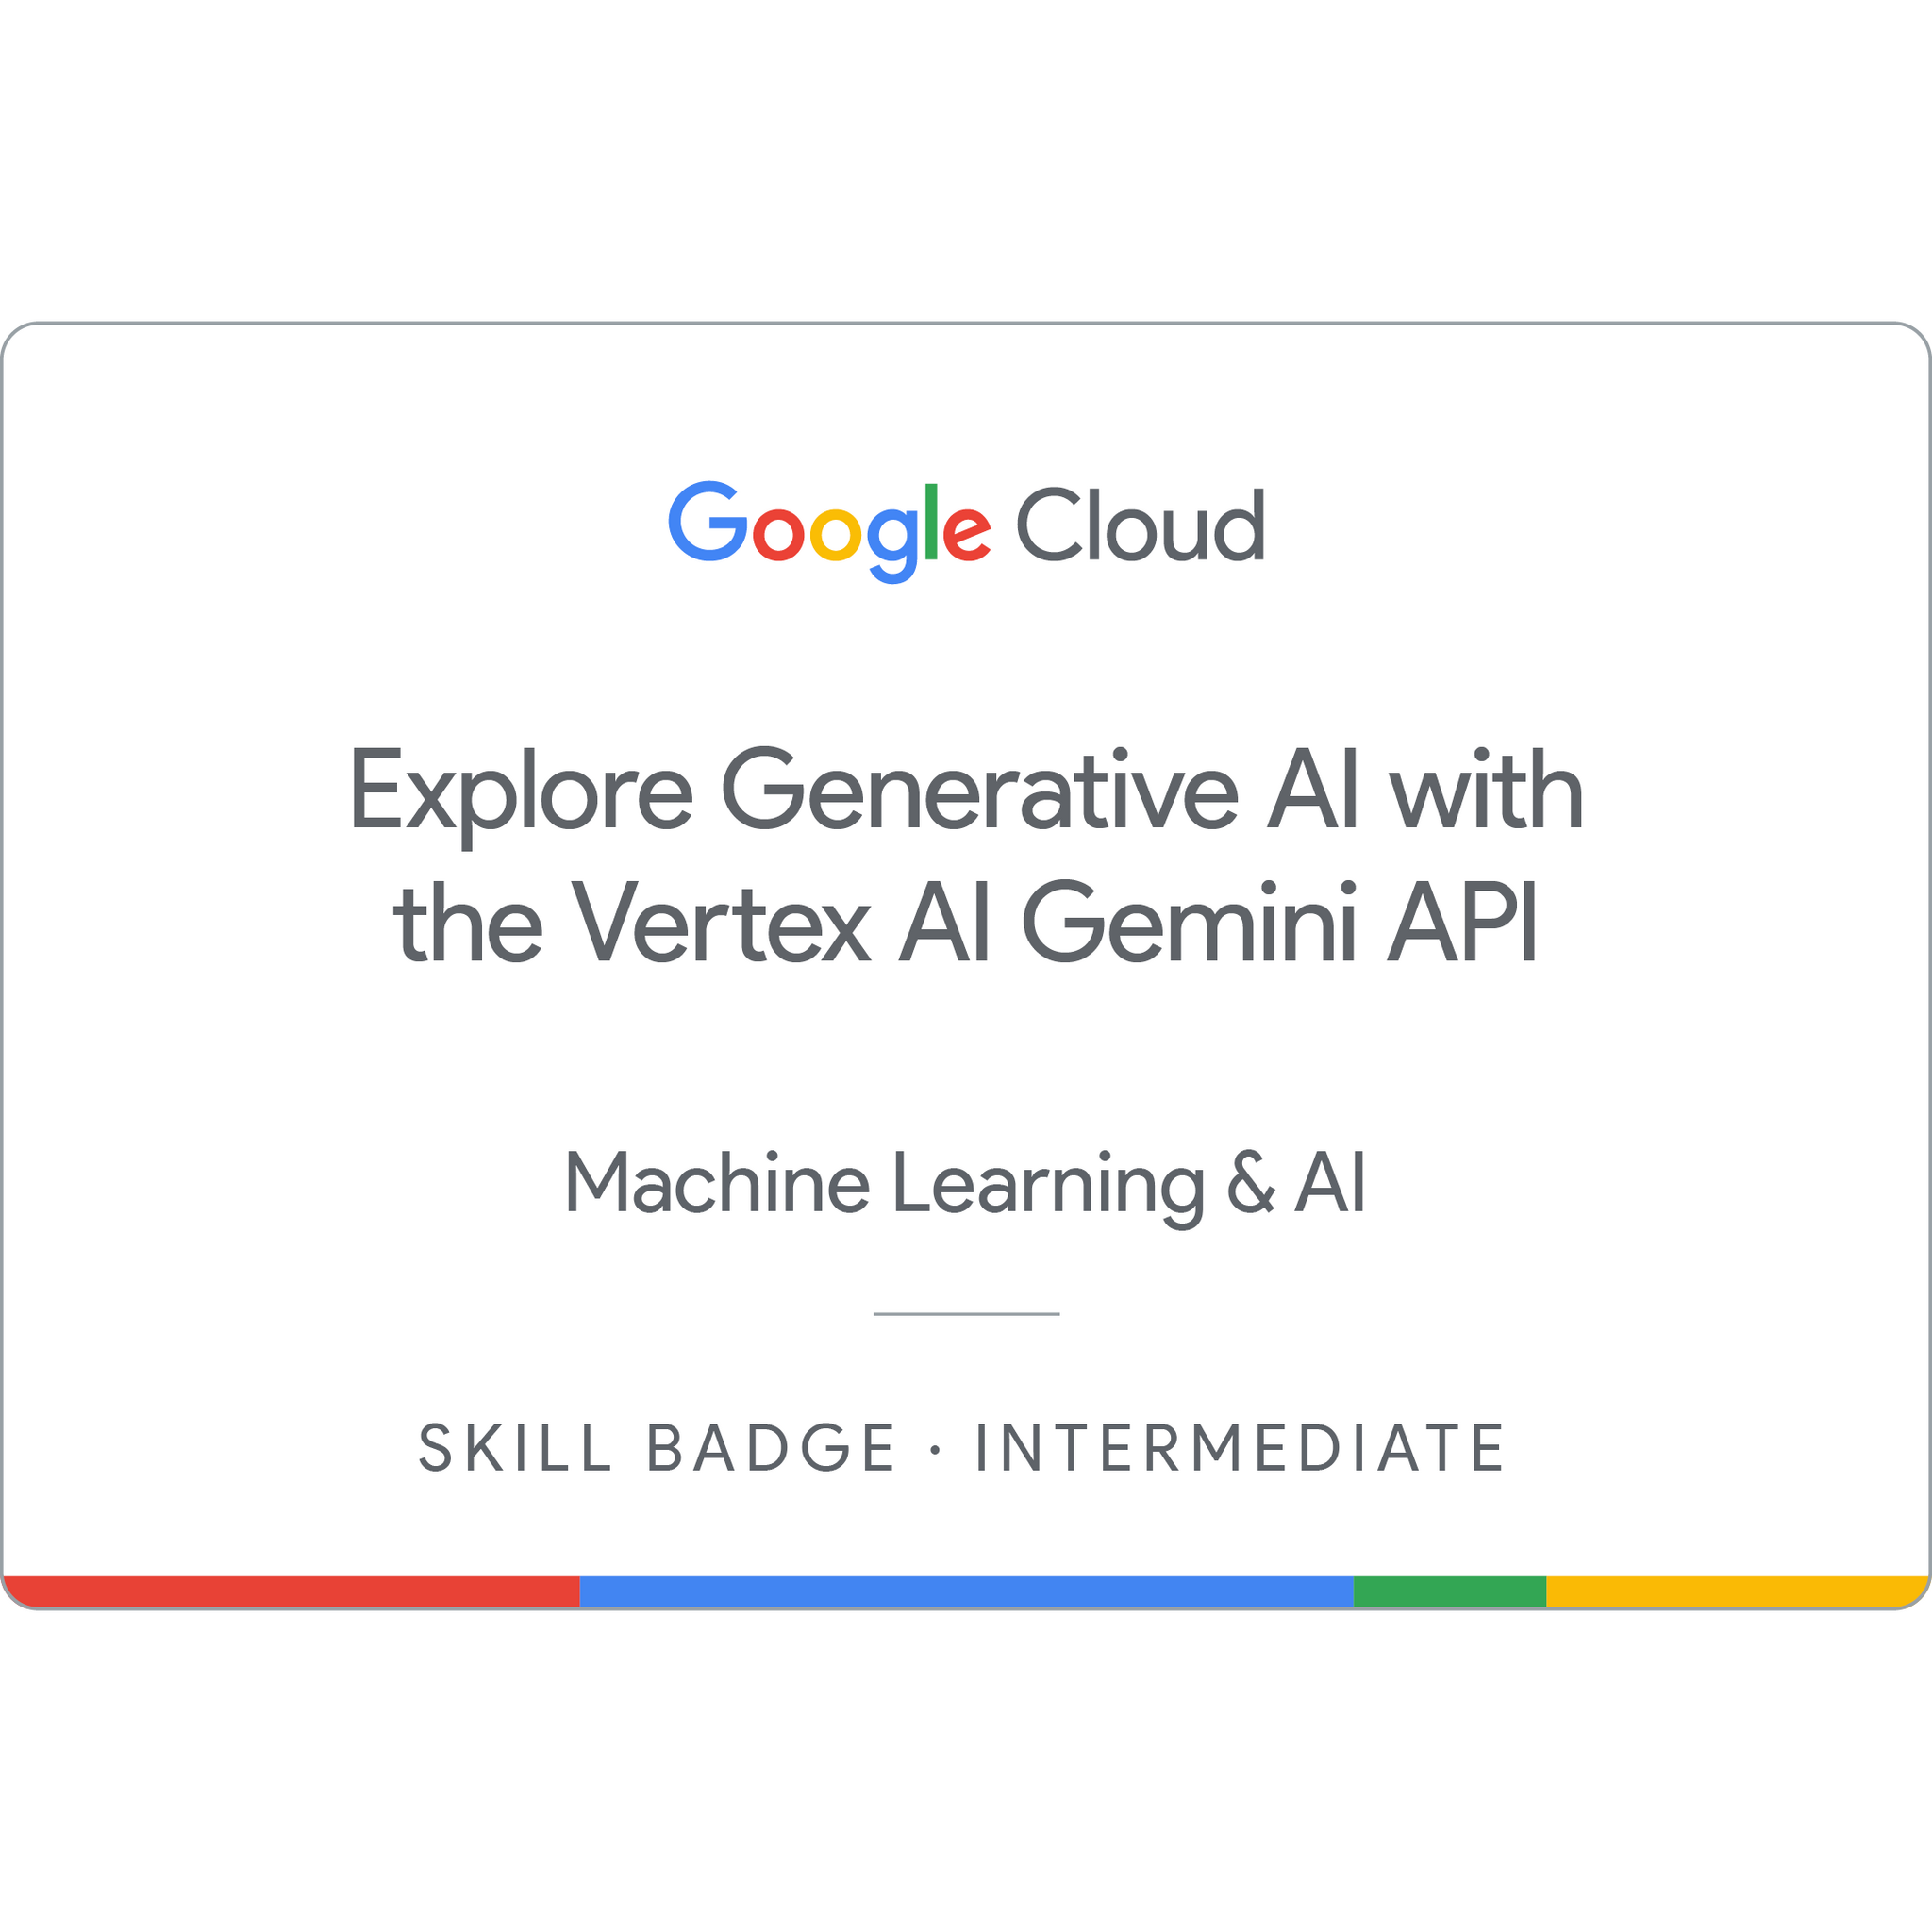 Google Cloud
Explore Generative AI with
the Vertex AI Gemini API
Machine Learning & AI
SKILL BADGE • INTERMEDIATE